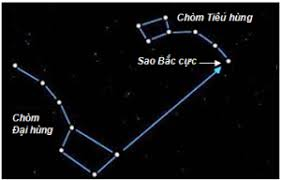 Chòm Tiểu hùng
Sao Bắc cực
Chòm
Đại hùng